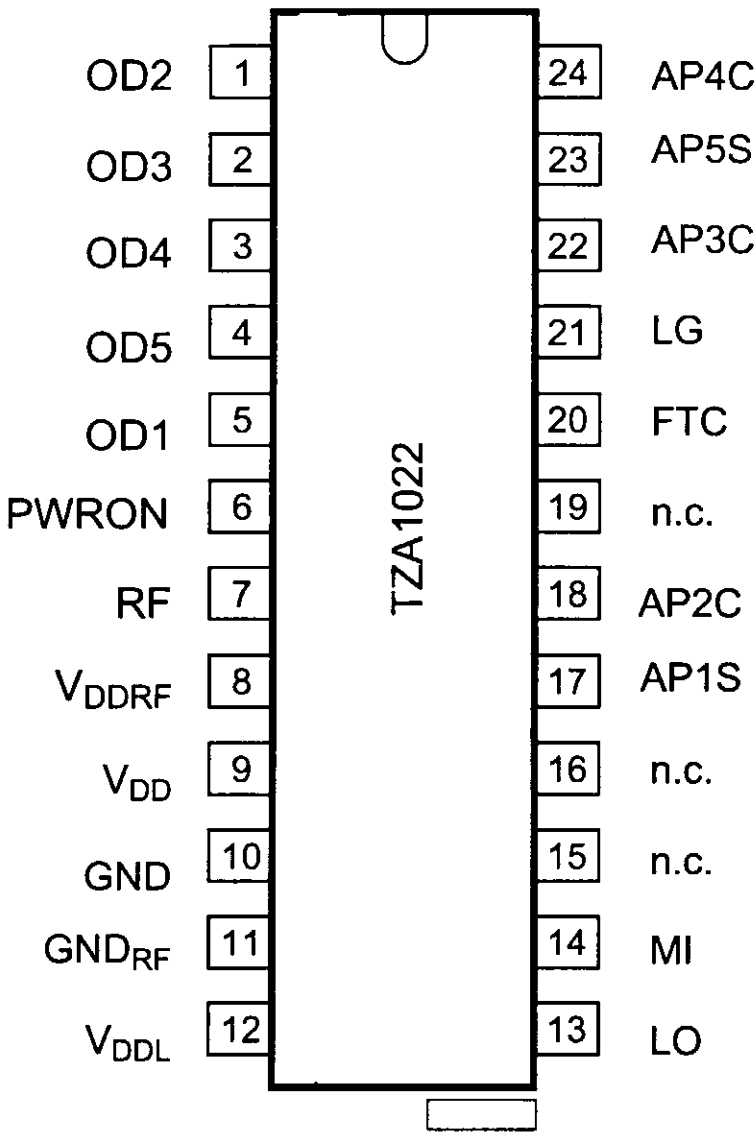 OD2 1 24 AP4C
OD3 2 23 AP5S
OD4 3 22 AP3C
OD5 4 21 LG
OD1 5 20 FTC
PWRON 6 19 n.c.
RF 7 18 AP2C
VDDRF 8 17 AP1S
VDD 9 16 n.c.
GND 10 15 n.c.
GNDRF 11 14 MI
VDDL 12 13 LO
TZA1022